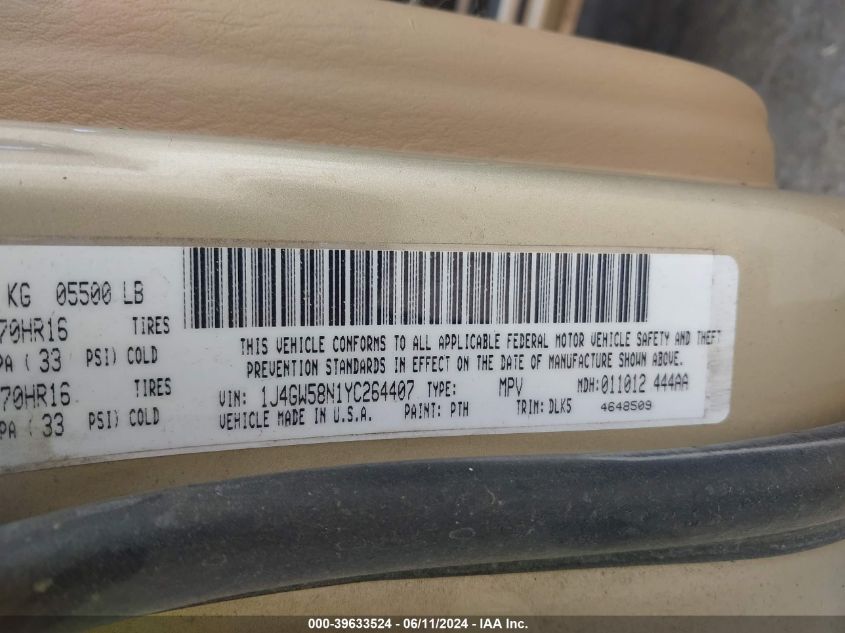 KG 05500 LB
70HR16 TIRES
PA ( 33 PSI) COLD
70HR16 TIRES
PA ( 33 PSI) COLD
THIS VEHICLE CONFORMS TO ALL APPLICABLE FEDERAL MOTOR VEHICLE SAFETY AND THEFT
PREVENTION STANDARDS IN EFFECT ON THE DATE OF MANUFACTURE SHOWN ABOVE.
VIN: 1J4GW58N1YC264407 TYPE: MPV MDH:011012 444AA
VEHICLE MADE IN U.S.A. PAINT: PTH TRIM: DLK5 4648509
000-39633524 - 06/11/2024 - IAA Inc.